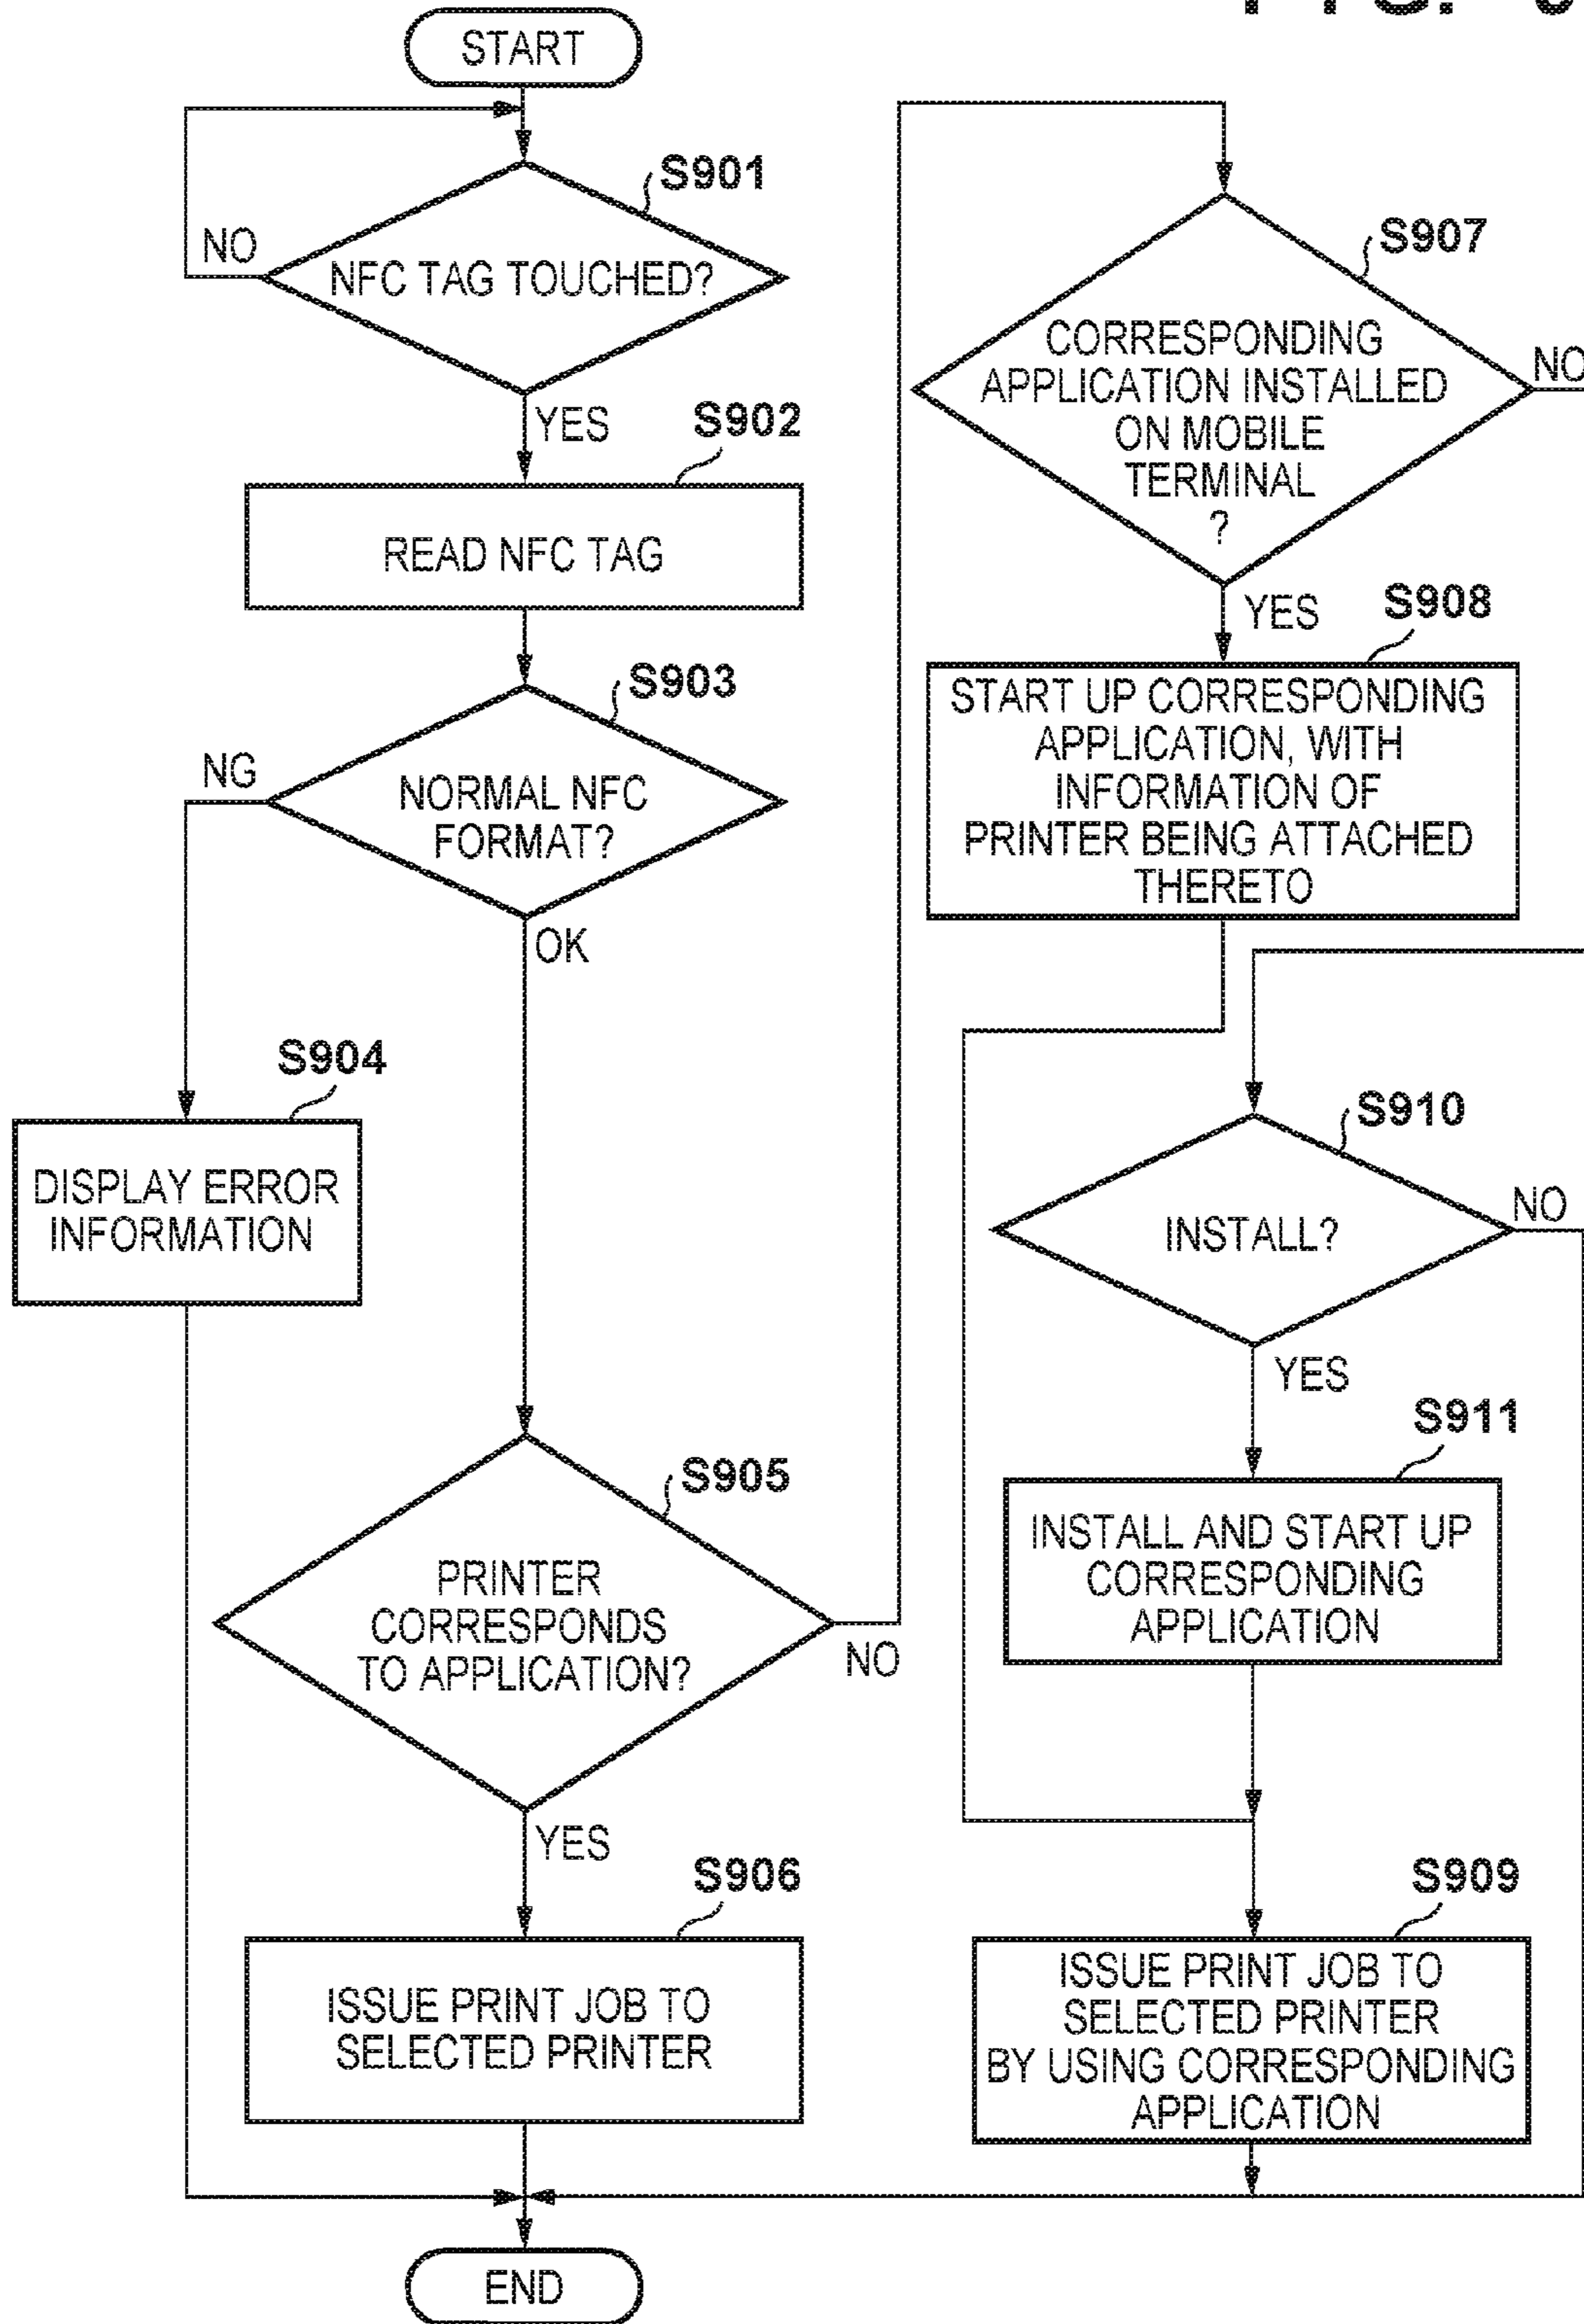 START
S901
NO
NFC TAG TOUCHED?
YES
S902
READ NFC TAG
S903
NG
NORMAL NFC
FORMAT?
OK
S904
DISPLAY ERROR
INFORMATION
S905
PRINTER
CORRESPONDS
TO APPLICATION?
NO
YES
S906
ISSUE PRINT JOB TO
SELECTED PRINTER
END
S907
CORRESPONDING
APPLICATION INSTALLED
ON MOBILE
TERMINAL
?
NO
YES
S908
START UP CORRESPONDING
APPLICATION, WITH
INFORMATION OF
PRINTER BEING ATTACHED
THERETO
S910
INSTALL?
NO
YES
S911
INSTALL AND START UP
CORRESPONDING
APPLICATION
S909
ISSUE PRINT JOB TO
SELECTED PRINTER
BY USING CORRESPONDING
APPLICATION